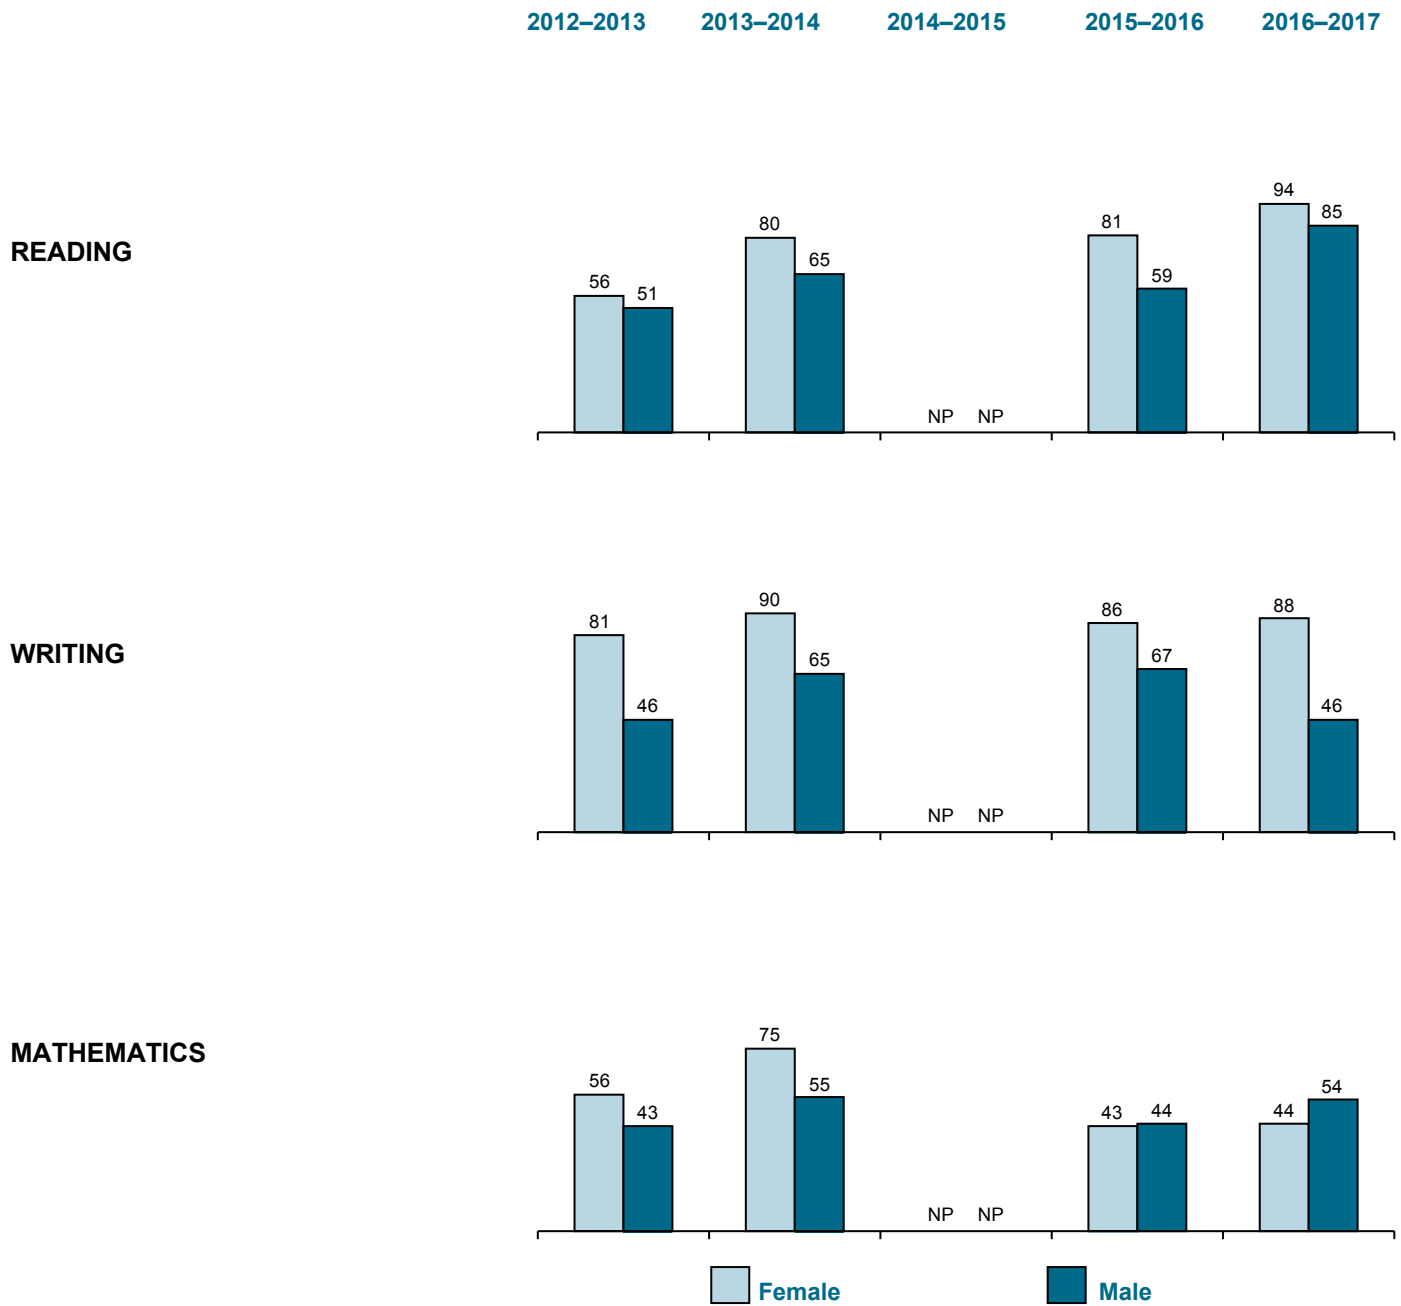 2012–2013 2013–2014 2014–2015 2015–2016 2016–2017
READING
56 51 80 65 NP NP 81 59 94 85
WRITING
81 46 90 65 NP NP 86 67 88 46
MATHEMATICS
56 43 75 55 NP NP 43 44 44 54
Female Male